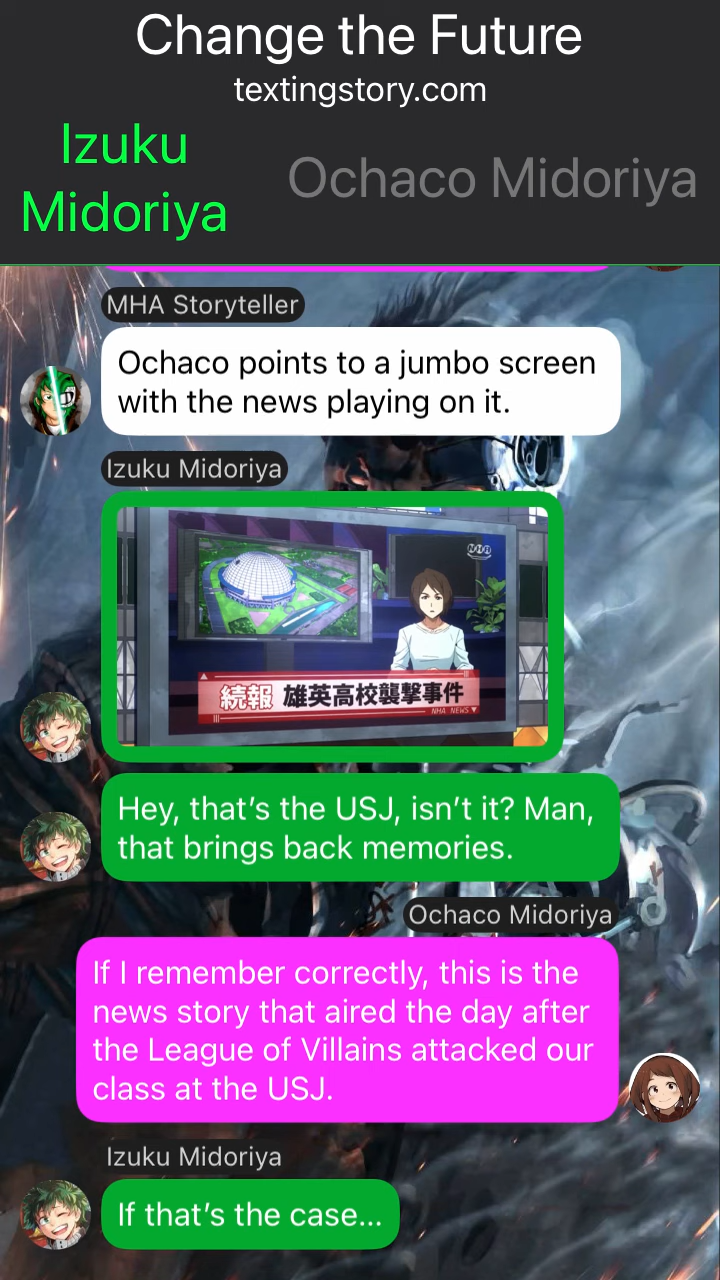 Change the Future
textingstory.com
Izuku
Midoriya
Ochaco Midoriya
MHA Storyteller
Ochaco points to a jumbo screen
with the news playing on it.
Izuku Midoriya
NHA
続報 雄英高校襲撃事件
NHA NEWS
Hey, that's the USJ, isn't it? Man,
that brings back memories.
Ochaco Midoriya
If I remember correctly, this is the
news story that aired the day after
the League of Villains attacked our
class at the USJ.
Izuku Midoriya
If that's the case...